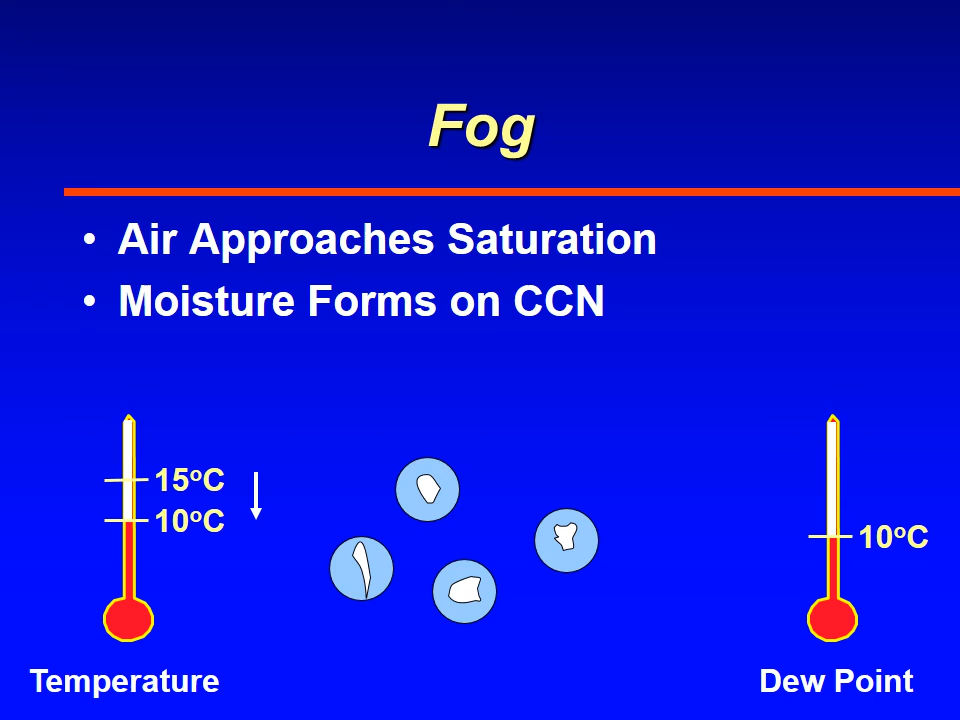 Fog
• Air Approaches Saturation
• Moisture Forms on CCN
15oC
10oC
10oC
Temperature
Dew Point